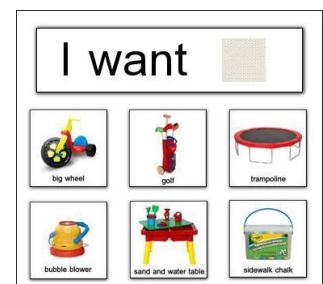 I want
big wheel
golf
trampoline
bubble blower
sand and water table
sidewalk chalk